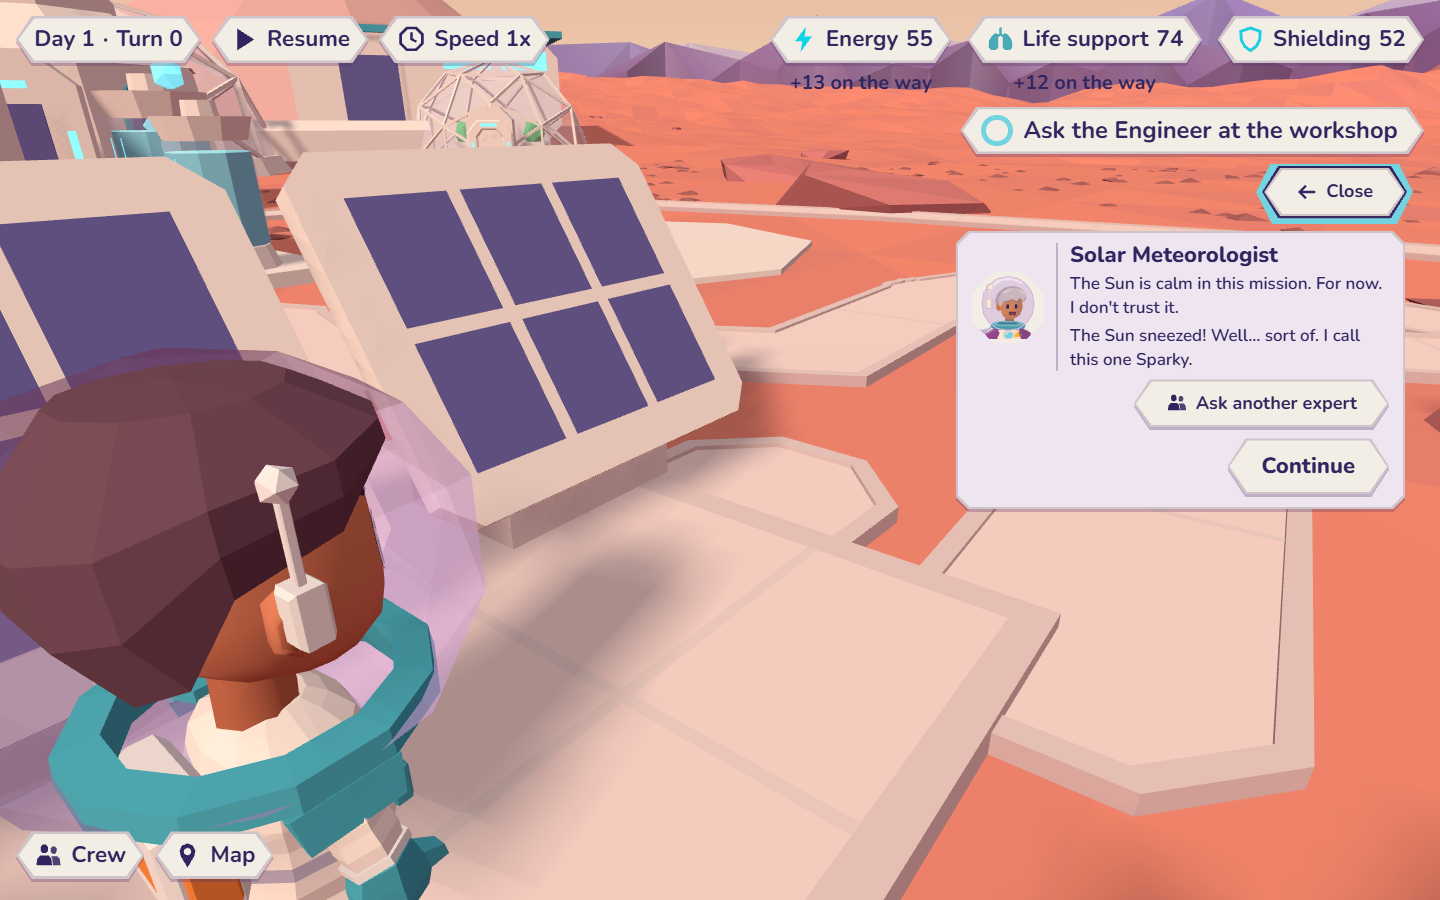 Day 1 · Turn 0
Resume
Speed 1x
Energy 55
Life support 74
Shielding 52
+13 on the way
+12 on the way
Ask the Engineer at the workshop
Close
Solar Meteorologist
The Sun is calm in this mission. For now.
I don't trust it.
The Sun sneezed! Well... sort of. I call
this one Sparky.
Ask another expert
Continue
Crew
Map